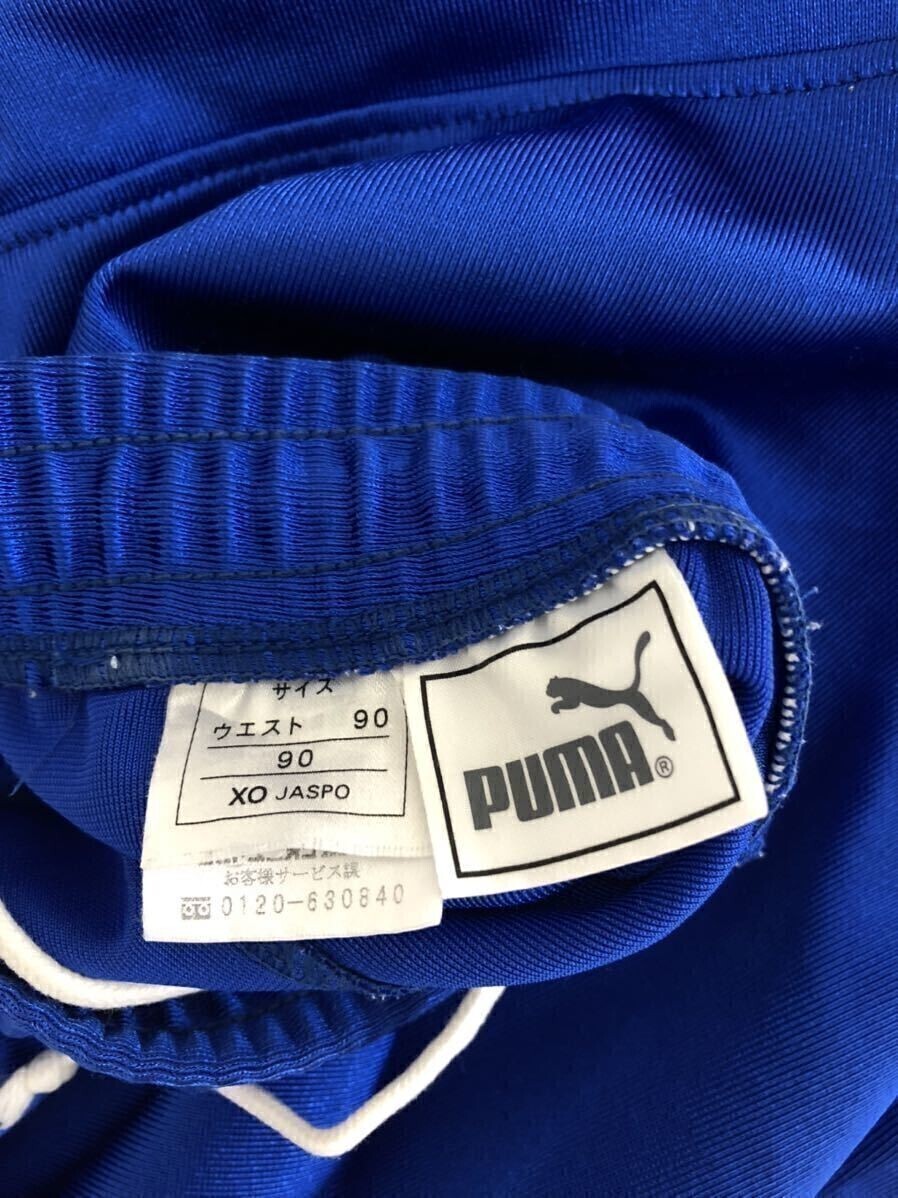 サイズ
ウエスト 90
90
XO JASPO
お客様サービス課
0120-630840
PUMA®